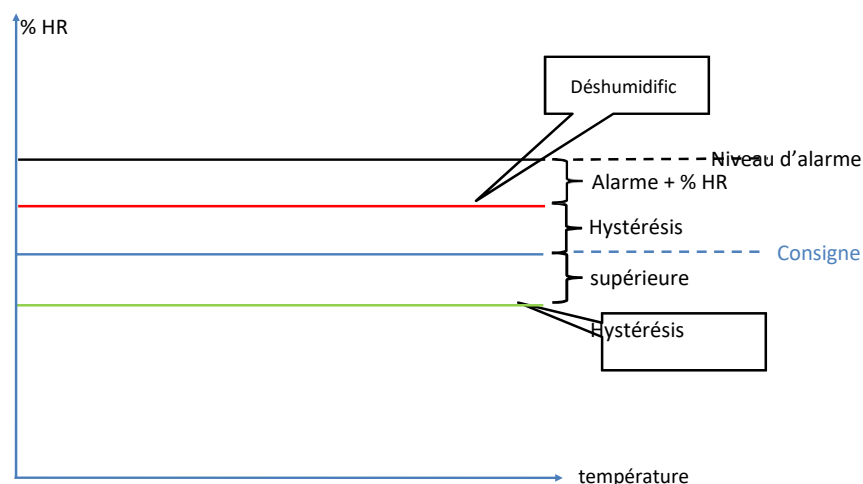 % HR
Déshumidific
Niveau d’alarme
Alarme + % HR
Hystérésis
Consigne
supérieure
Hystérésis
température